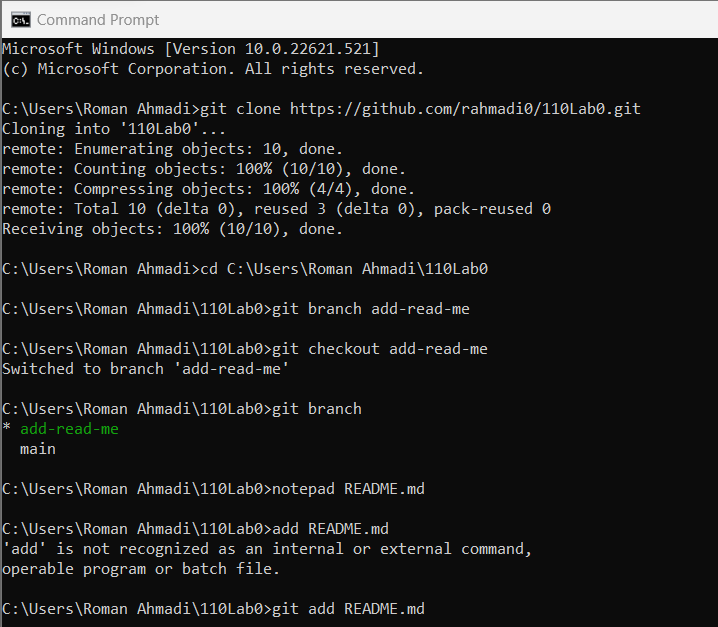 Command Prompt
Microsoft Windows [Version 10.0.22621.521]
(c) Microsoft Corporation. All rights reserved.
C:\Users\Roman Ahmadi>git clone https://github.com/rahmadi0/110Lab0.git
Cloning into '110Lab0'...
remote: Enumerating objects: 10, done.
remote: Counting objects: 100% (10/10), done.
remote: Compressing objects: 100% (4/4), done.
remote: Total 10 (delta 0), reused 3 (delta 0), pack-reused 0
Receiving objects: 100% (10/10), done.
C:\Users\Roman Ahmadi>cd C:\Users\Roman Ahmadi\110Lab0
C:\Users\Roman Ahmadi\110Lab0>git branch add-read-me
C:\Users\Roman Ahmadi\110Lab0>git checkout add-read-me
Switched to branch 'add-read-me'
C:\Users\Roman Ahmadi\110Lab0>git branch
* add-read-me
main
C:\Users\Roman Ahmadi\110Lab0>notepad README.md
C:\Users\Roman Ahmadi\110Lab0>add README.md
'add' is not recognized as an internal or external command,
operable program or batch file.
C:\Users\Roman Ahmadi\110Lab0>git add README.md